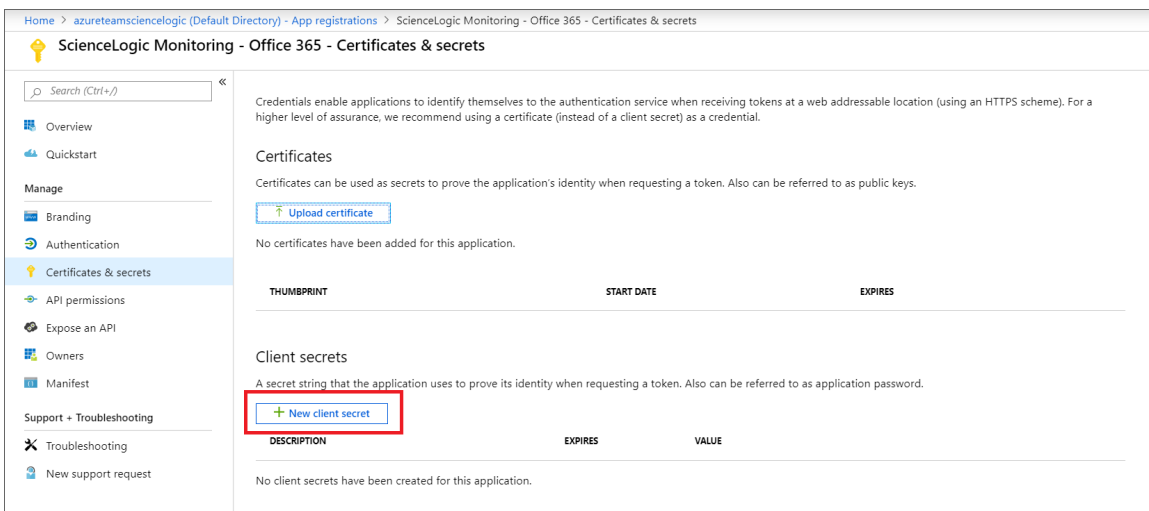 Home > azureteamsciencelogic (Default Directory) - App registrations > ScienceLogic Monitoring - Office 365 - Certificates & secrets
ScienceLogic Monitoring - Office 365 - Certificates & secrets
Search (Ctrl+/)
«
Overview
Quickstart
Manage
Branding
Authentication
Certificates & secrets
API permissions
Expose an API
Owners
Manifest
Support + Troubleshooting
Troubleshooting
New support request
Credentials enable applications to identify themselves to the authentication service when receiving tokens at a web addressable location (using an HTTPS scheme). For a
higher level of assurance, we recommend using a certificate (instead of a client secret) as a credential.
Certificates
Certificates can be used as secrets to prove the application's identity when requesting a token. Also can be referred to as public keys.
Upload certificate
No certificates have been added for this application.
THUMBPRINT START DATE EXPIRES
Client secrets
A secret string that the application uses to prove its identity when requesting a token. Also can be referred to as application password.
+ New client secret
DESCRIPTION EXPIRES VALUE
No client secrets have been created for this application.